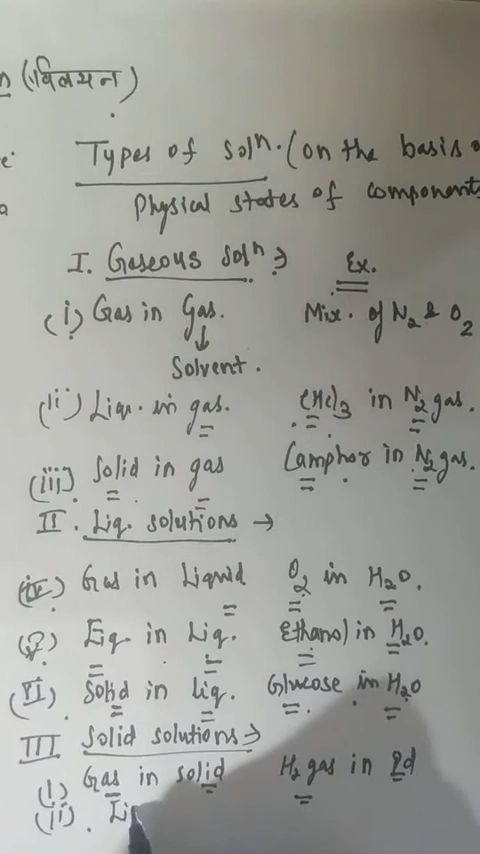 n (विलयन)
Types of Solⁿ. (on the basis o
Physical states of components
I. Gaseous Solⁿ → Ex.
(i) Gas in Gas. Mix. of N₂ & O₂
↓
Solvent.
(ii) Liq. in gas. CHCl₃ in N₂ gas.
(iii) Solid in gas Camphor in N₂ gas.
II. Liq. solutions →
(iv) Gas in Liquid O₂ in H₂O.
(v) Liq. in Liq. Ethanol in H₂O.
(VI) Solid in liq. Glucose in H₂O
III Solid solutions →
(i) Gas in solid H₂ gas in Pd
(ii). Li